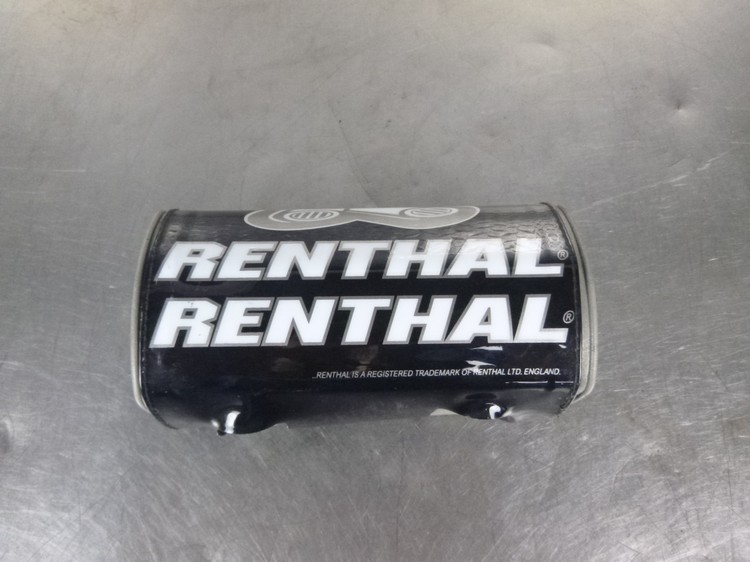 RENTHAL®
RENTHAL®
RENTHAL IS A REGISTERED TRADEMARK OF RENTHAL LTD. ENGLAND.